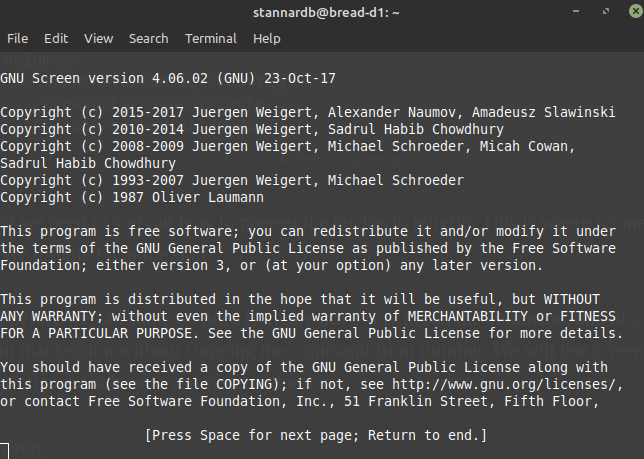 stannardb@bread-d1: ~
File Edit View Search Terminal Help
GNU Screen version 4.06.02 (GNU) 23-Oct-17
Copyright (c) 2015-2017 Juergen Weigert, Alexander Naumov, Amadeusz Slawinski
Copyright (c) 2010-2014 Juergen Weigert, Sadrul Habib Chowdhury
Copyright (c) 2008-2009 Juergen Weigert, Michael Schroeder, Micah Cowan,
Sadrul Habib Chowdhury
Copyright (c) 1993-2007 Juergen Weigert, Michael Schroeder
Copyright (c) 1987 Oliver Laumann
This program is free software; you can redistribute it and/or modify it under
the terms of the GNU General Public License as published by the Free Software
Foundation; either version 3, or (at your option) any later version.
This program is distributed in the hope that it will be useful, but WITHOUT
ANY WARRANTY; without even the implied warranty of MERCHANTABILITY or FITNESS
FOR A PARTICULAR PURPOSE. See the GNU General Public License for more details.
You should have received a copy of the GNU General Public License along with
this program (see the file COPYING); if not, see http://www.gnu.org/licenses/,
or contact Free Software Foundation, Inc., 51 Franklin Street, Fifth Floor,
[Press Space for next page; Return to end.]